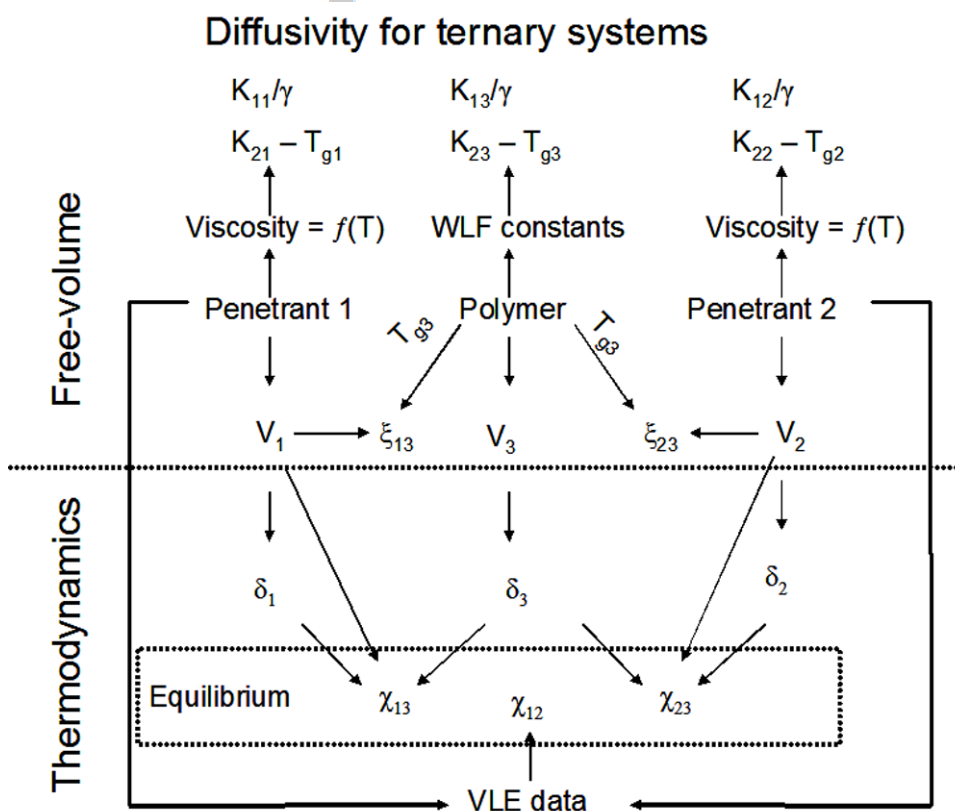 Diffusivity for ternary systems
K₁₁/γ
K₁₃/γ
K₁₂/γ
K₂₁ – Tg₁
K₂₃ – Tg₃
K₂₂ – Tg₂
Free-volume
Viscosity = f(T)
WLF constants
Viscosity = f(T)
Penetrant 1
Polymer
Penetrant 2
Tg₃
Tg₃
V₁
ξ₁₃
V₃
ξ₂₃
V₂
Thermodynamics
δ₁
δ₃
δ₂
Equilibrium
χ₁₃
χ₁₂
χ₂₃
VLE data